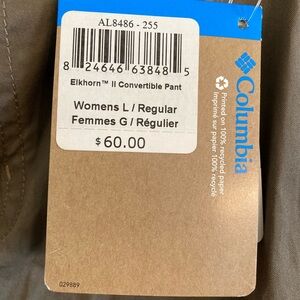 AL8486 - 255
8 24646 63848 5
Elkhorn™ II Convertible Pant
Womens L / Regular
Femmes G / Régulier
$60.00
Columbia
Printed on 100% recycled paper
Imprimé sur papier 100% recyclé
029889